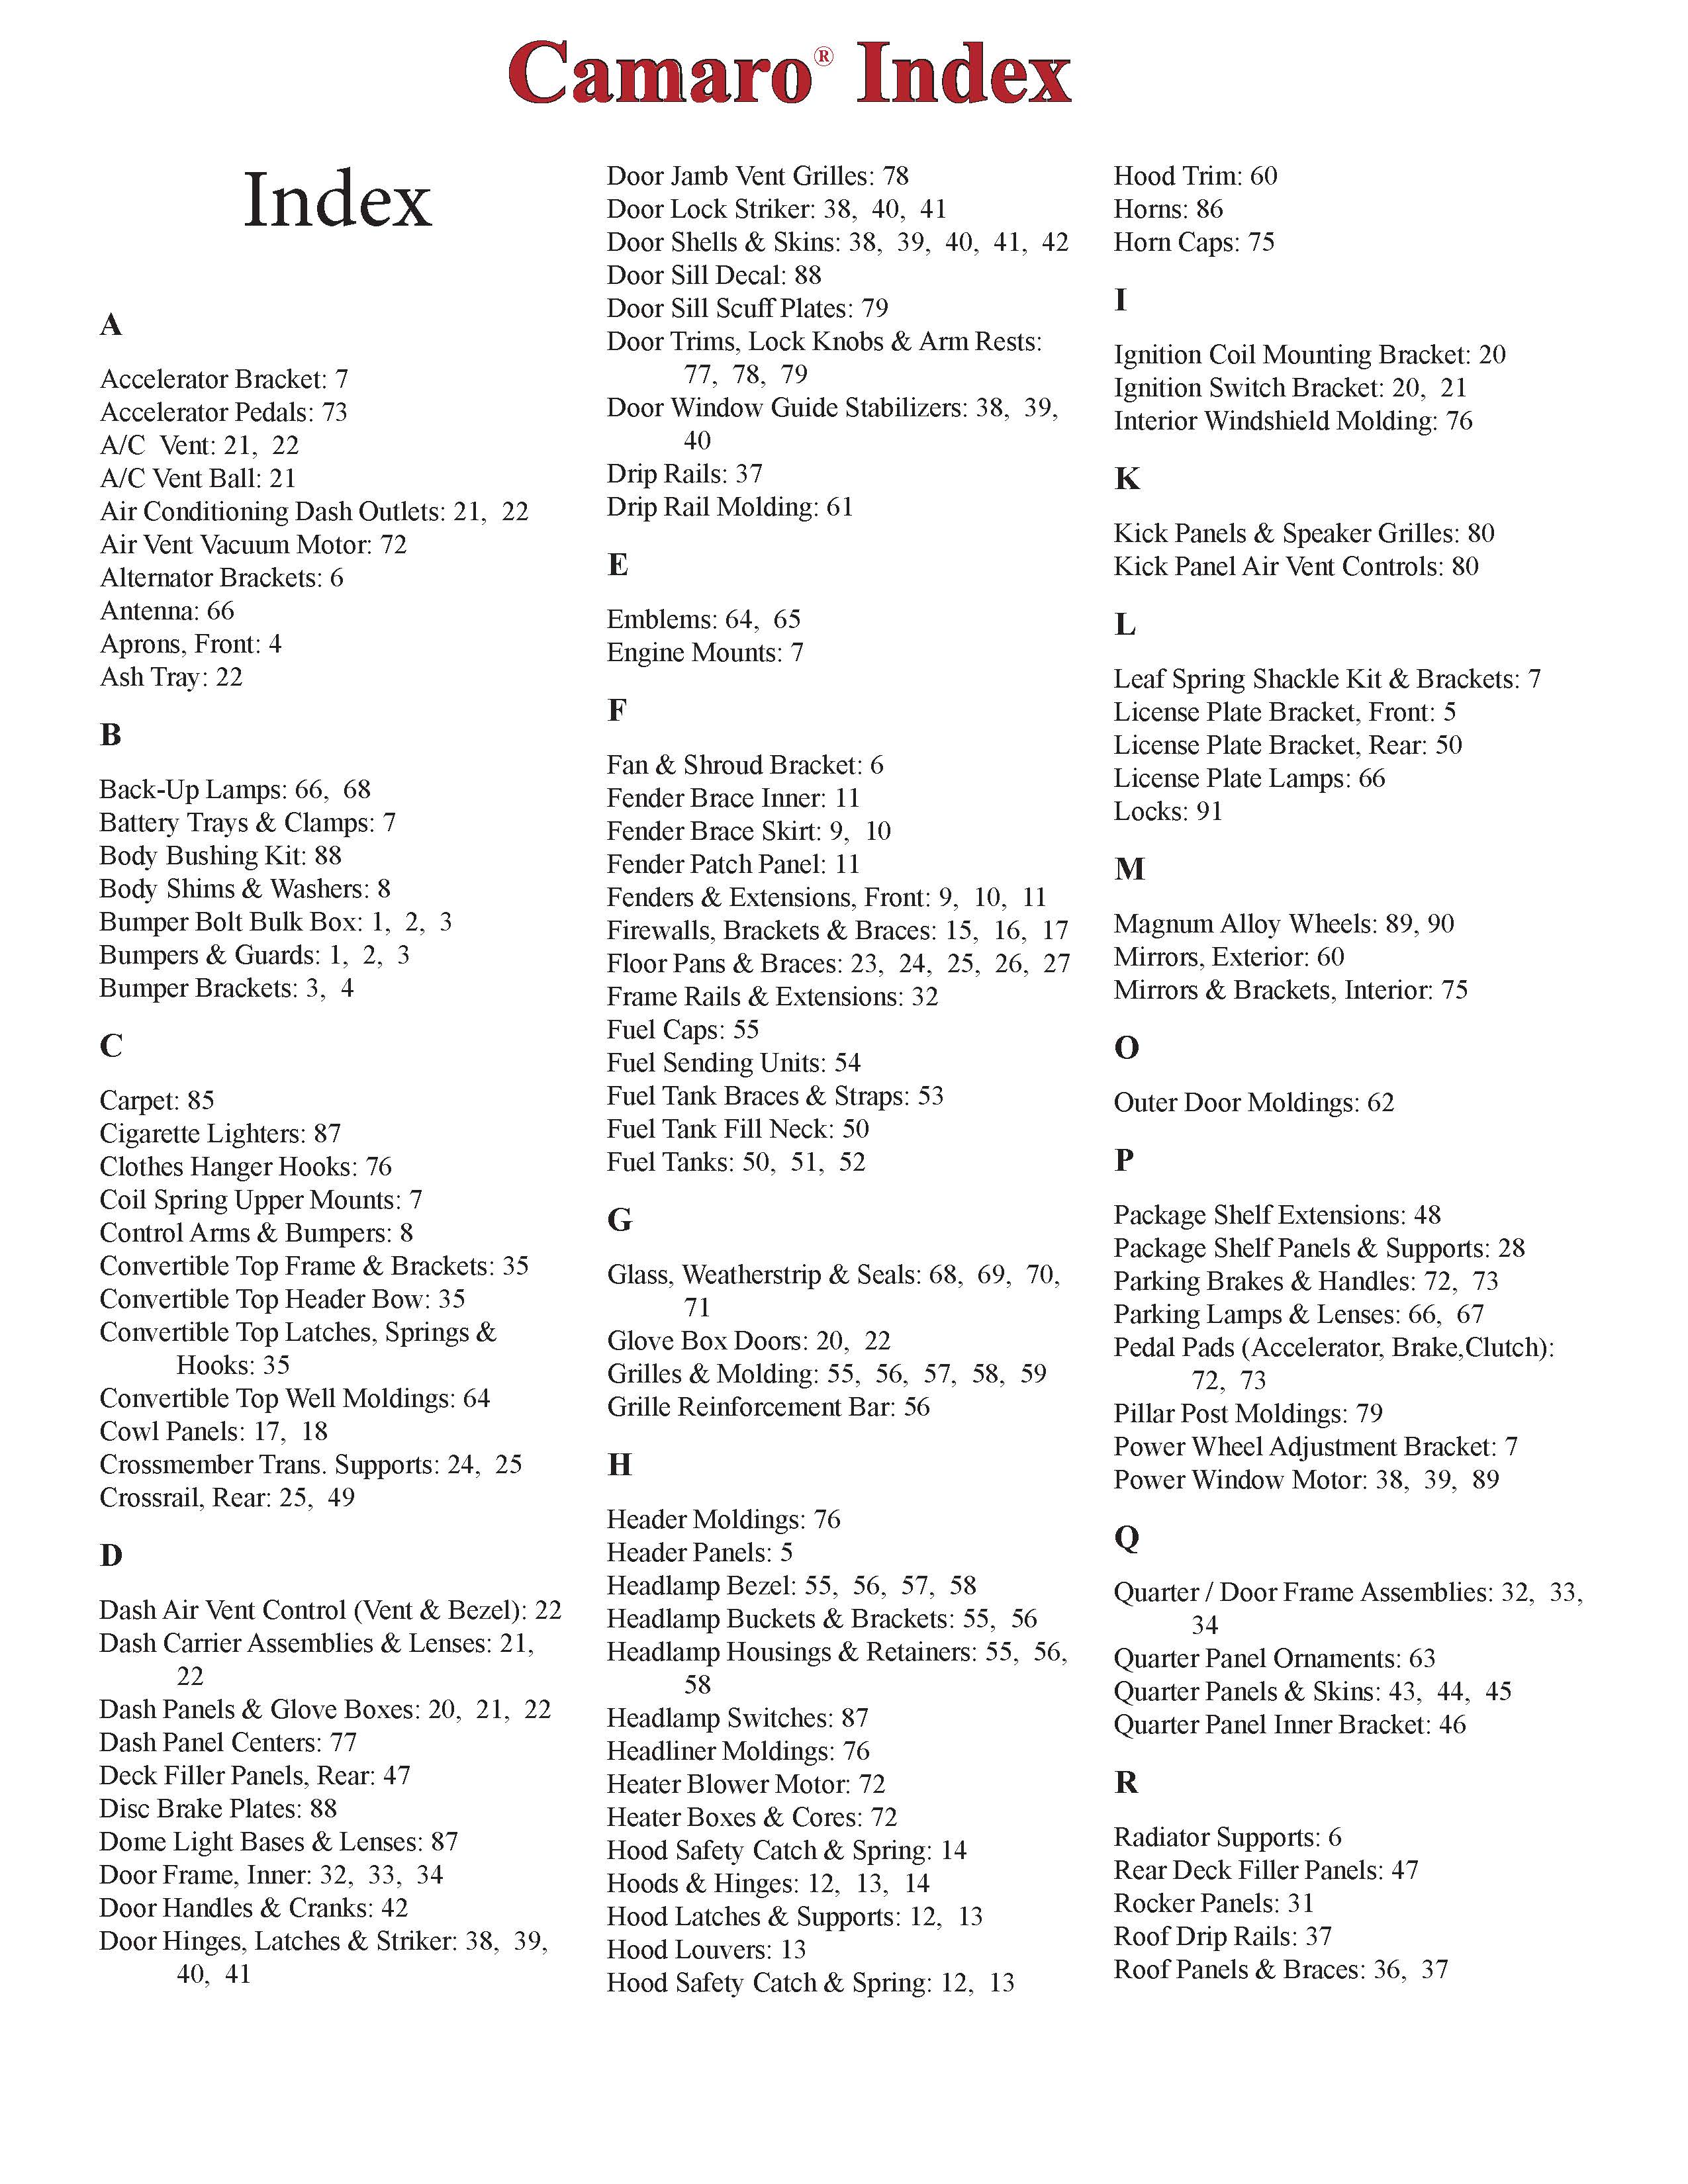 Camaro® Index
Index
A
Accelerator Bracket: 7
Accelerator Pedals: 73
A/C  Vent: 21,  22
A/C Vent Ball: 21
Air Conditioning Dash Outlets: 21,  22
Air Vent Vacuum Motor: 72
Alternator Brackets: 6
Antenna: 66
Aprons, Front: 4
Ash Tray: 22
B
Back-Up Lamps: 66,  68
Battery Trays & Clamps: 7
Body Bushing Kit: 88
Body Shims & Washers: 8
Bumper Bolt Bulk Box: 1,  2,  3
Bumpers & Guards: 1,  2,  3
Bumper Brackets: 3,  4
C
Carpet: 85
Cigarette Lighters: 87
Clothes Hanger Hooks: 76
Coil Spring Upper Mounts: 7
Control Arms & Bumpers: 8
Convertible Top Frame & Brackets: 35
Convertible Top Header Bow: 35
Convertible Top Latches, Springs &
Hooks: 35
Convertible Top Well Moldings: 64
Cowl Panels: 17,  18
Crossmember Trans. Supports: 24,  25
Crossrail, Rear: 25,  49
D
Dash Air Vent Control (Vent & Bezel): 22
Dash Carrier Assemblies & Lenses: 21,
22
Dash Panels & Glove Boxes: 20,  21,  22
Dash Panel Centers: 77
Deck Filler Panels, Rear: 47
Disc Brake Plates: 88
Dome Light Bases & Lenses: 87
Door Frame, Inner: 32,  33,  34
Door Handles & Cranks: 42
Door Hinges, Latches & Striker: 38,  39,
40,  41
Door Jamb Vent Grilles: 78
Door Lock Striker: 38,  40,  41
Door Shells & Skins: 38,  39,  40,  41,  42
Door Sill Decal: 88
Door Sill Scuff Plates: 79
Door Trims, Lock Knobs & Arm Rests:
77,  78,  79
Door Window Guide Stabilizers: 38,  39,
40
Drip Rails: 37
Drip Rail Molding: 61
E
Emblems: 64,  65
Engine Mounts: 7
F
Fan & Shroud Bracket: 6
Fender Brace Inner: 11
Fender Brace Skirt: 9,  10
Fender Patch Panel: 11
Fenders & Extensions, Front: 9,  10,  11
Firewalls, Brackets & Braces: 15,  16,  17
Floor Pans & Braces: 23,  24,  25,  26,  27
Frame Rails & Extensions: 32
Fuel Caps: 55
Fuel Sending Units: 54
Fuel Tank Braces & Straps: 53
Fuel Tank Fill Neck: 50
Fuel Tanks: 50,  51,  52
G
Glass, Weatherstrip & Seals: 68,  69,  70,
71
Glove Box Doors: 20,  22
Grilles & Molding: 55,  56,  57,  58,  59
Grille Reinforcement Bar: 56
H
Header Moldings: 76
Header Panels: 5
Headlamp Bezel: 55,  56,  57,  58
Headlamp Buckets & Brackets: 55,  56
Headlamp Housings & Retainers: 55,  56,
58
Headlamp Switches: 87
Headliner Moldings: 76
Heater Blower Motor: 72
Heater Boxes & Cores: 72
Hood Safety Catch & Spring: 14
Hoods & Hinges: 12,  13,  14
Hood Latches & Supports: 12,  13
Hood Louvers: 13
Hood Safety Catch & Spring: 12,  13
Hood Trim: 60
Horns: 86
Horn Caps: 75
I
Ignition Coil Mounting Bracket: 20
Ignition Switch Bracket: 20,  21
Interior Windshield Molding: 76
K
Kick Panels & Speaker Grilles: 80
Kick Panel Air Vent Controls: 80
L
Leaf Spring Shackle Kit & Brackets: 7
License Plate Bracket, Front: 5
License Plate Bracket, Rear: 50
License Plate Lamps: 66
Locks: 91
M
Magnum Alloy Wheels: 89, 90
Mirrors, Exterior: 60
Mirrors & Brackets, Interior: 75
O
Outer Door Moldings: 62
P
Package Shelf Extensions: 48
Package Shelf Panels & Supports: 28
Parking Brakes & Handles: 72,  73
Parking Lamps & Lenses: 66,  67
Pedal Pads (Accelerator, Brake,Clutch):
72,  73
Pillar Post Moldings: 79
Power Wheel Adjustment Bracket: 7
Power Window Motor: 38,  39,  89
Q
Quarter / Door Frame Assemblies: 32,  33,
34
Quarter Panel Ornaments: 63
Quarter Panels & Skins: 43,  44,  45
Quarter Panel Inner Bracket: 46
R
Radiator Supports: 6
Rear Deck Filler Panels: 47
Rocker Panels: 31
Roof Drip Rails: 37
Roof Panels & Braces: 36,  37